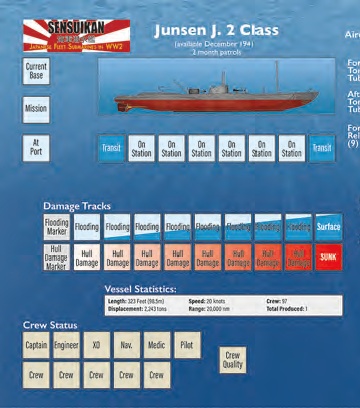 SENSUIKAN
JAPANESE FLEET SUBMARINES IN WW2
Junsen J. 2 Class
(available December 1941)
2 month patrols
Current Base
Mission
At Port
Transit
On Station
On Station
On Station
On Station
On Station
On Station
Transit
Damage Tracks
Flooding Marker
Flooding
Flooding
Flooding
Flooding
Flooding
Flooding
Flooding
Flooding
Surface
Hull Damage Marker
Hull Damage
Hull Damage
Hull Damage
Hull Damage
Hull Damage
Hull Damage
Hull Damage
Hull Damage
SUNK
Vessel Statistics:
Length: 323 Feet (98.5m) Speed: 20 knots Crew: 97
Displacement: 2,243 tons Range: 20,000 nm Total Produced: 1
Crew Status
Captain
Engineer
XO
Nav.
Medic
Pilot
Crew Quality
Crew
Crew
Crew
Crew
Crew
(9)